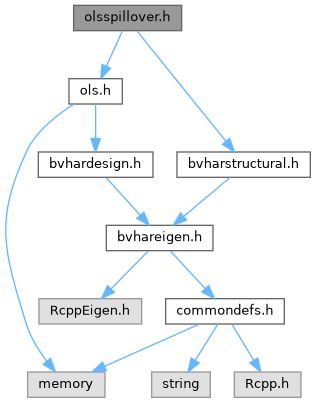 olsspillover.h
ols.h
bvhardesign.h
bvharstructural.h
bvhareigen.h
RcppEigen.h
commondefs.h
memory
string
Rcpp.h